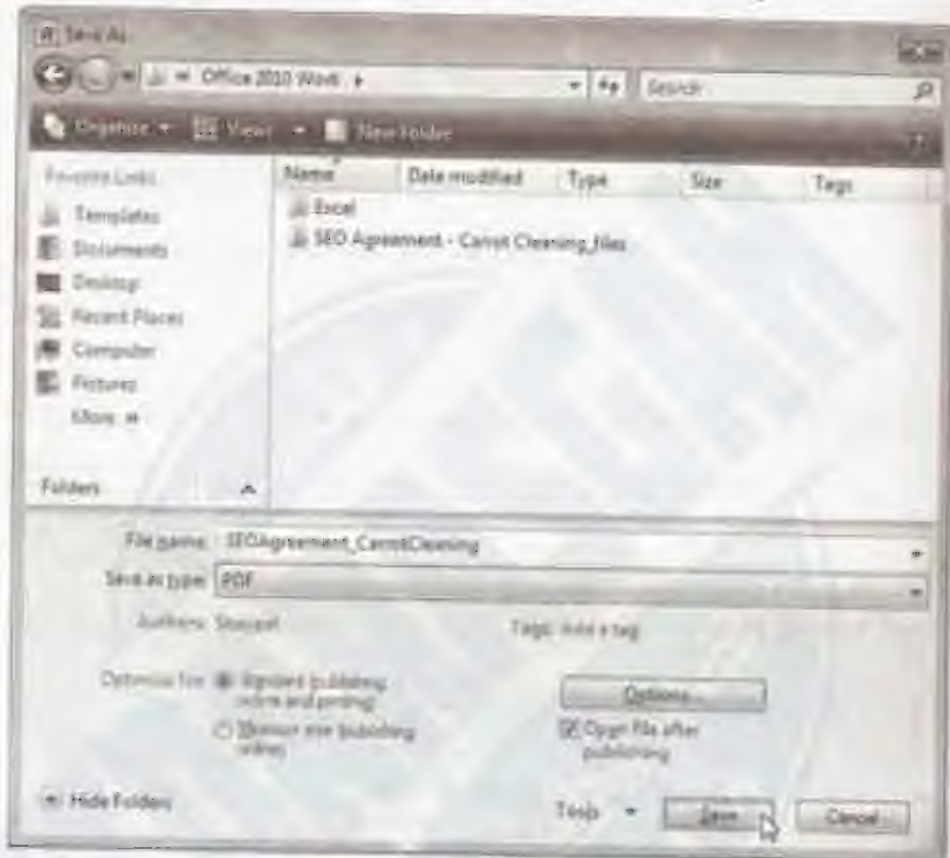 Save As
Office 2010 Work
Search
Organize Views New Folder
Favorite Links
Templates
Documents
Desktop
Recent Places
Computer
Pictures
More »
Folders
Name Date modified Type Size Tags
Excel
SEO Agreement - Carrot Cleaning_files
File name: SEOAgreement_CarrotCleaning
Save as type: PDF
Authors: Tags: Add a tag
Optimize for: Standard (publishing
online and printing)
Minimum size (publishing
online)
Options...
Open file after
publishing
Hide Folders
Tools Save Cancel